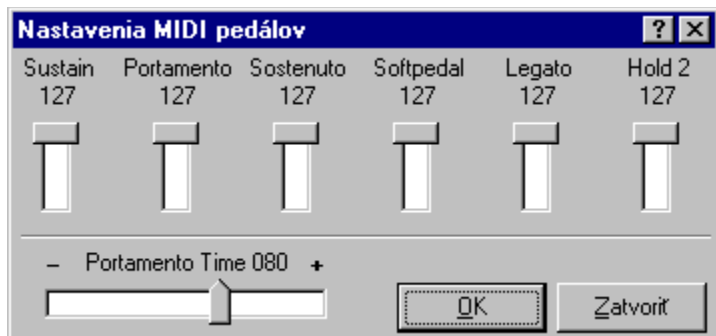 Nastavenia MIDI pedálov
Sustain Portamento Sostenuto Softpedal Legato Hold 2
127 127 127 127 127 127
– Portamento Time 080 +
OK Zatvoriť